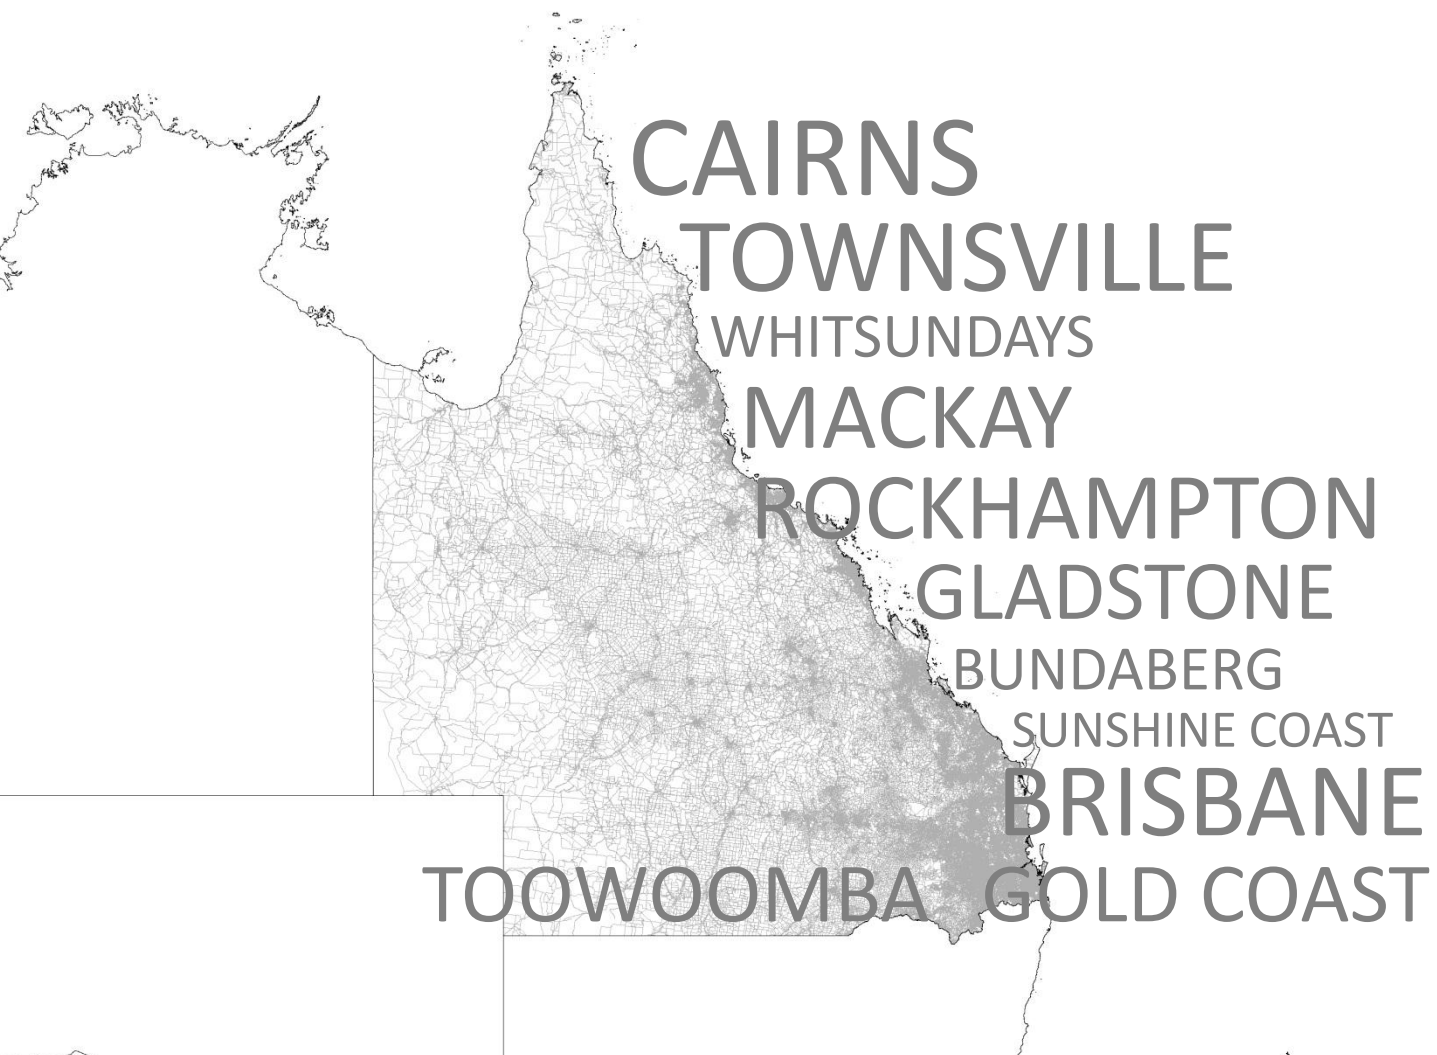 CAIRNS
TOWNSVILLE
WHITSUNDAYS
MACKAY
ROCKHAMPTON
GLADSTONE
BUNDABERG
SUNSHINE COAST
BRISBANE
TOOWOOMBA GOLD COAST